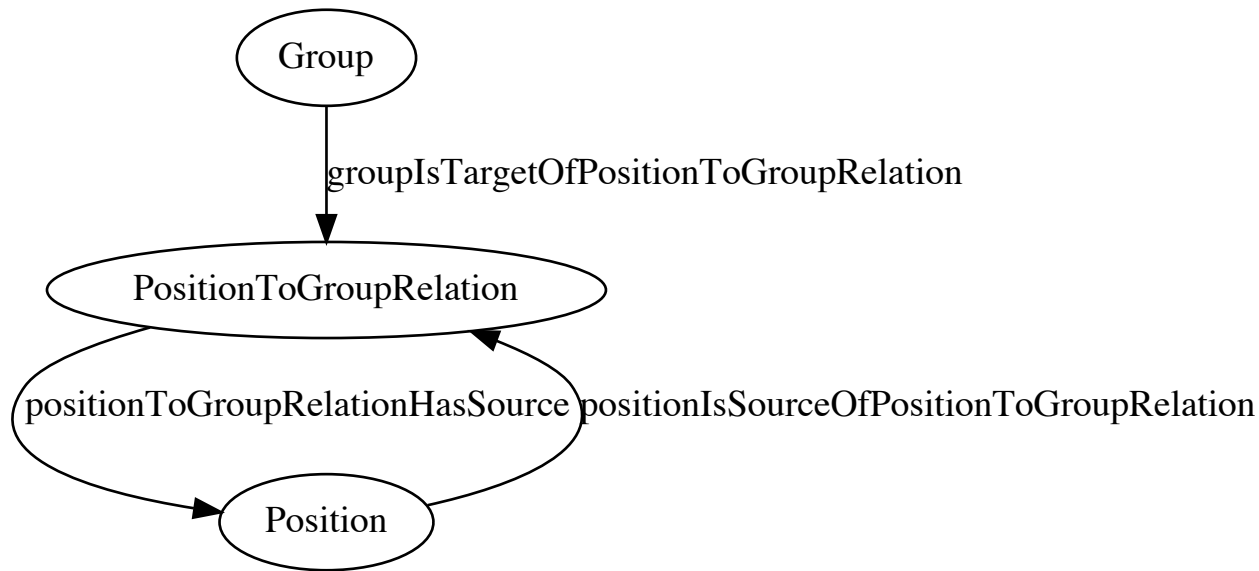 Group
groupIsTargetOfPositionToGroupRelation
PositionToGroupRelation
positionToGroupRelationHasSource positionIsSourceOfPositionToGroupRelation
Position